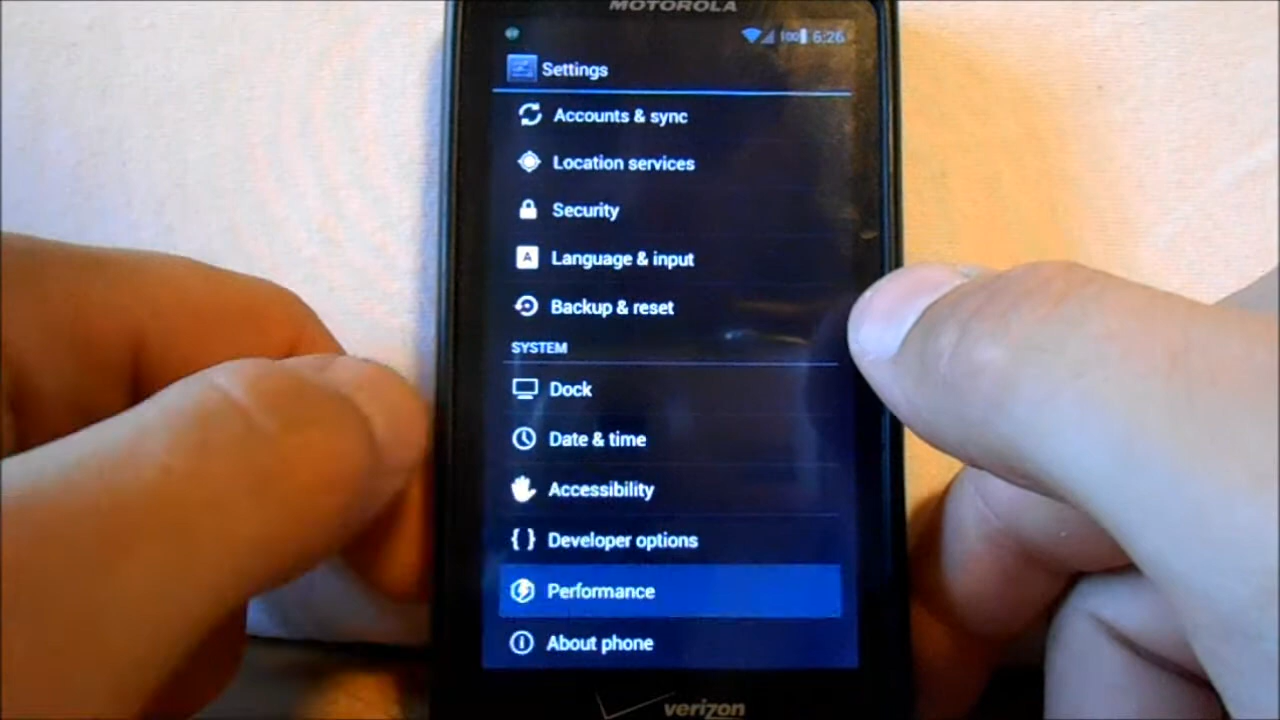 MOTOROLA
100 6:26
Settings
Accounts & sync
Location services
Security
A Language & input
Backup & reset
SYSTEM
Dock
Date & time
Accessibility
{ } Developer options
Performance
About phone
verizon